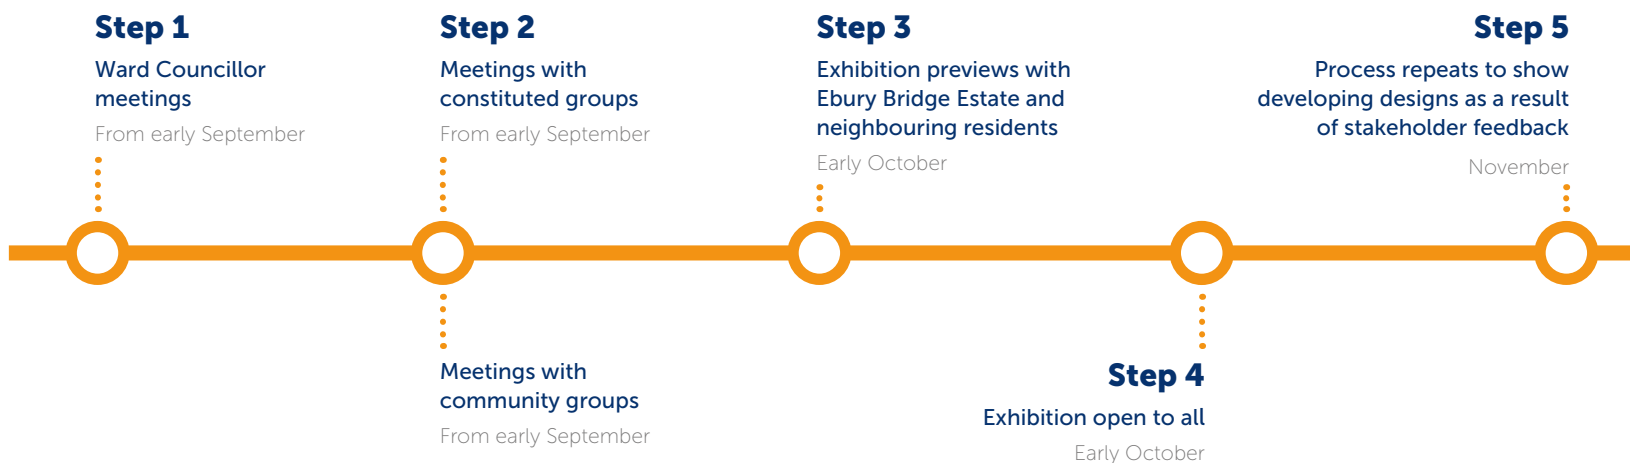 Step 1
Ward Councillor
meetings
From early September
Step 2
Meetings with
constituted groups
From early September
Meetings with
community groups
From early September
Step 3
Exhibition previews with
Ebury Bridge Estate and
neighbouring residents
Early October
Step 4
Exhibition open to all
Early October
Step 5
Process repeats to show
developing designs as a result
of stakeholder feedback
November